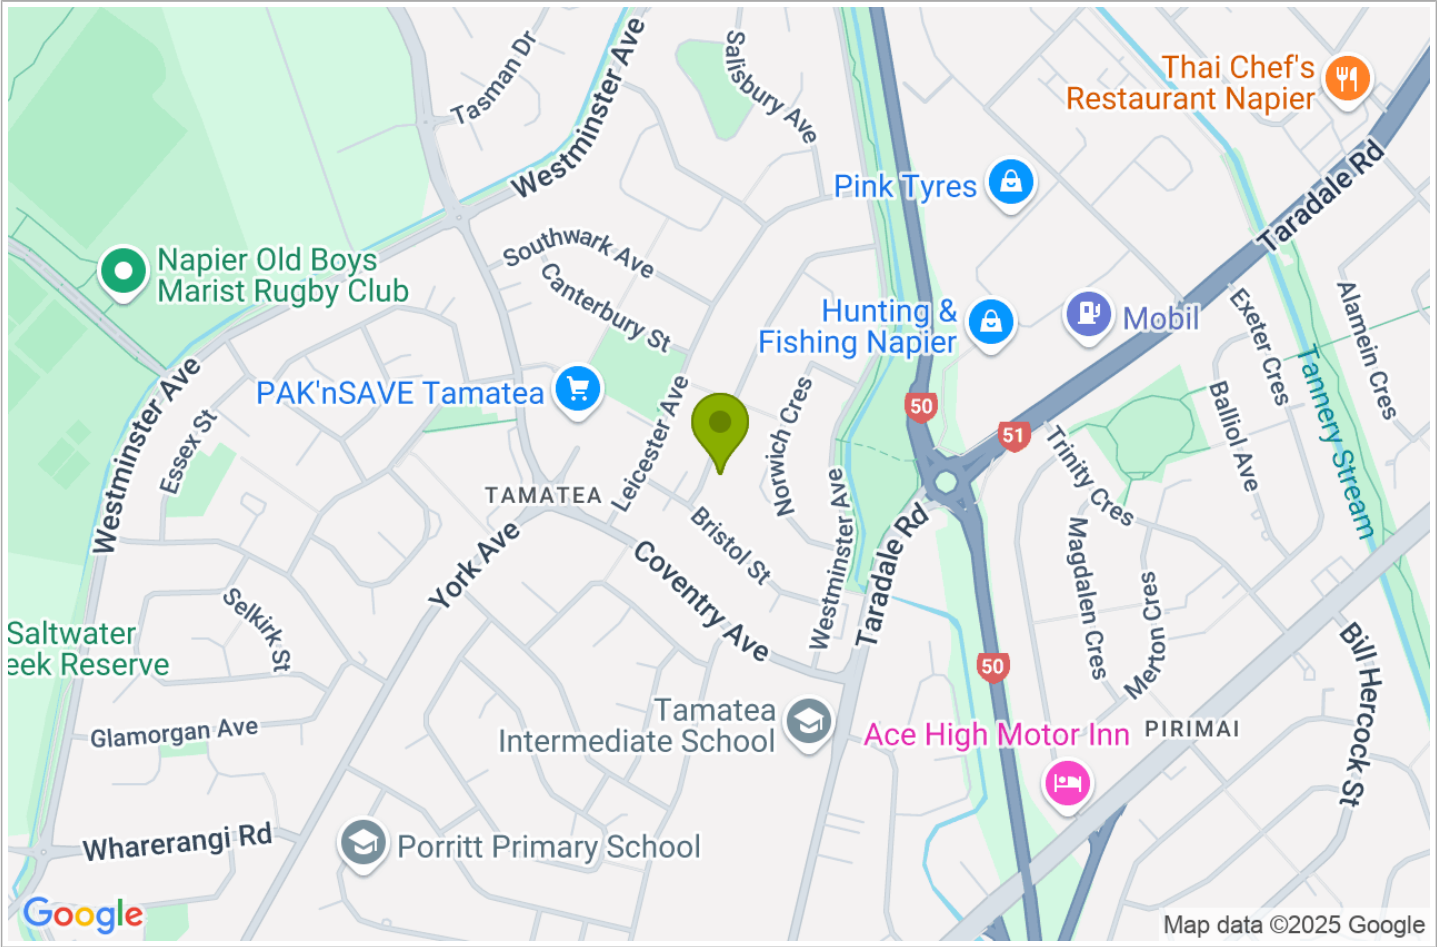 Tasman Dr
Westminster Ave
Salisbury Ave
Thai Chef's
Restaurant Napier
Taradale Rd
Pink Tyres
Napier Old Boys
Marist Rugby Club
Southwark Ave
Canterbury St
Hunting &
Fishing Napier
Mobil
Exeter Cres
Alamein Cres
Tannery Stream
Westminster Ave
PAK'nSAVE Tamatea
Essex St
Leicester Ave
Norwich Cres
50
51
Balliol Ave
Trinity Cres
TAMATEA
York Ave
Bristol St
Coventry Ave
Westminster Ave
Taradale Rd
Magdalen Cres
Merton Cres
Selkirk St
Saltwater
eek Reserve
50
Bill Hercock St
Glamorgan Ave
Tamatea
Intermediate School
Ace High Motor Inn
PIRIMAI
Wharerangi Rd
Porritt Primary School
Google
Map data ©2025 Google